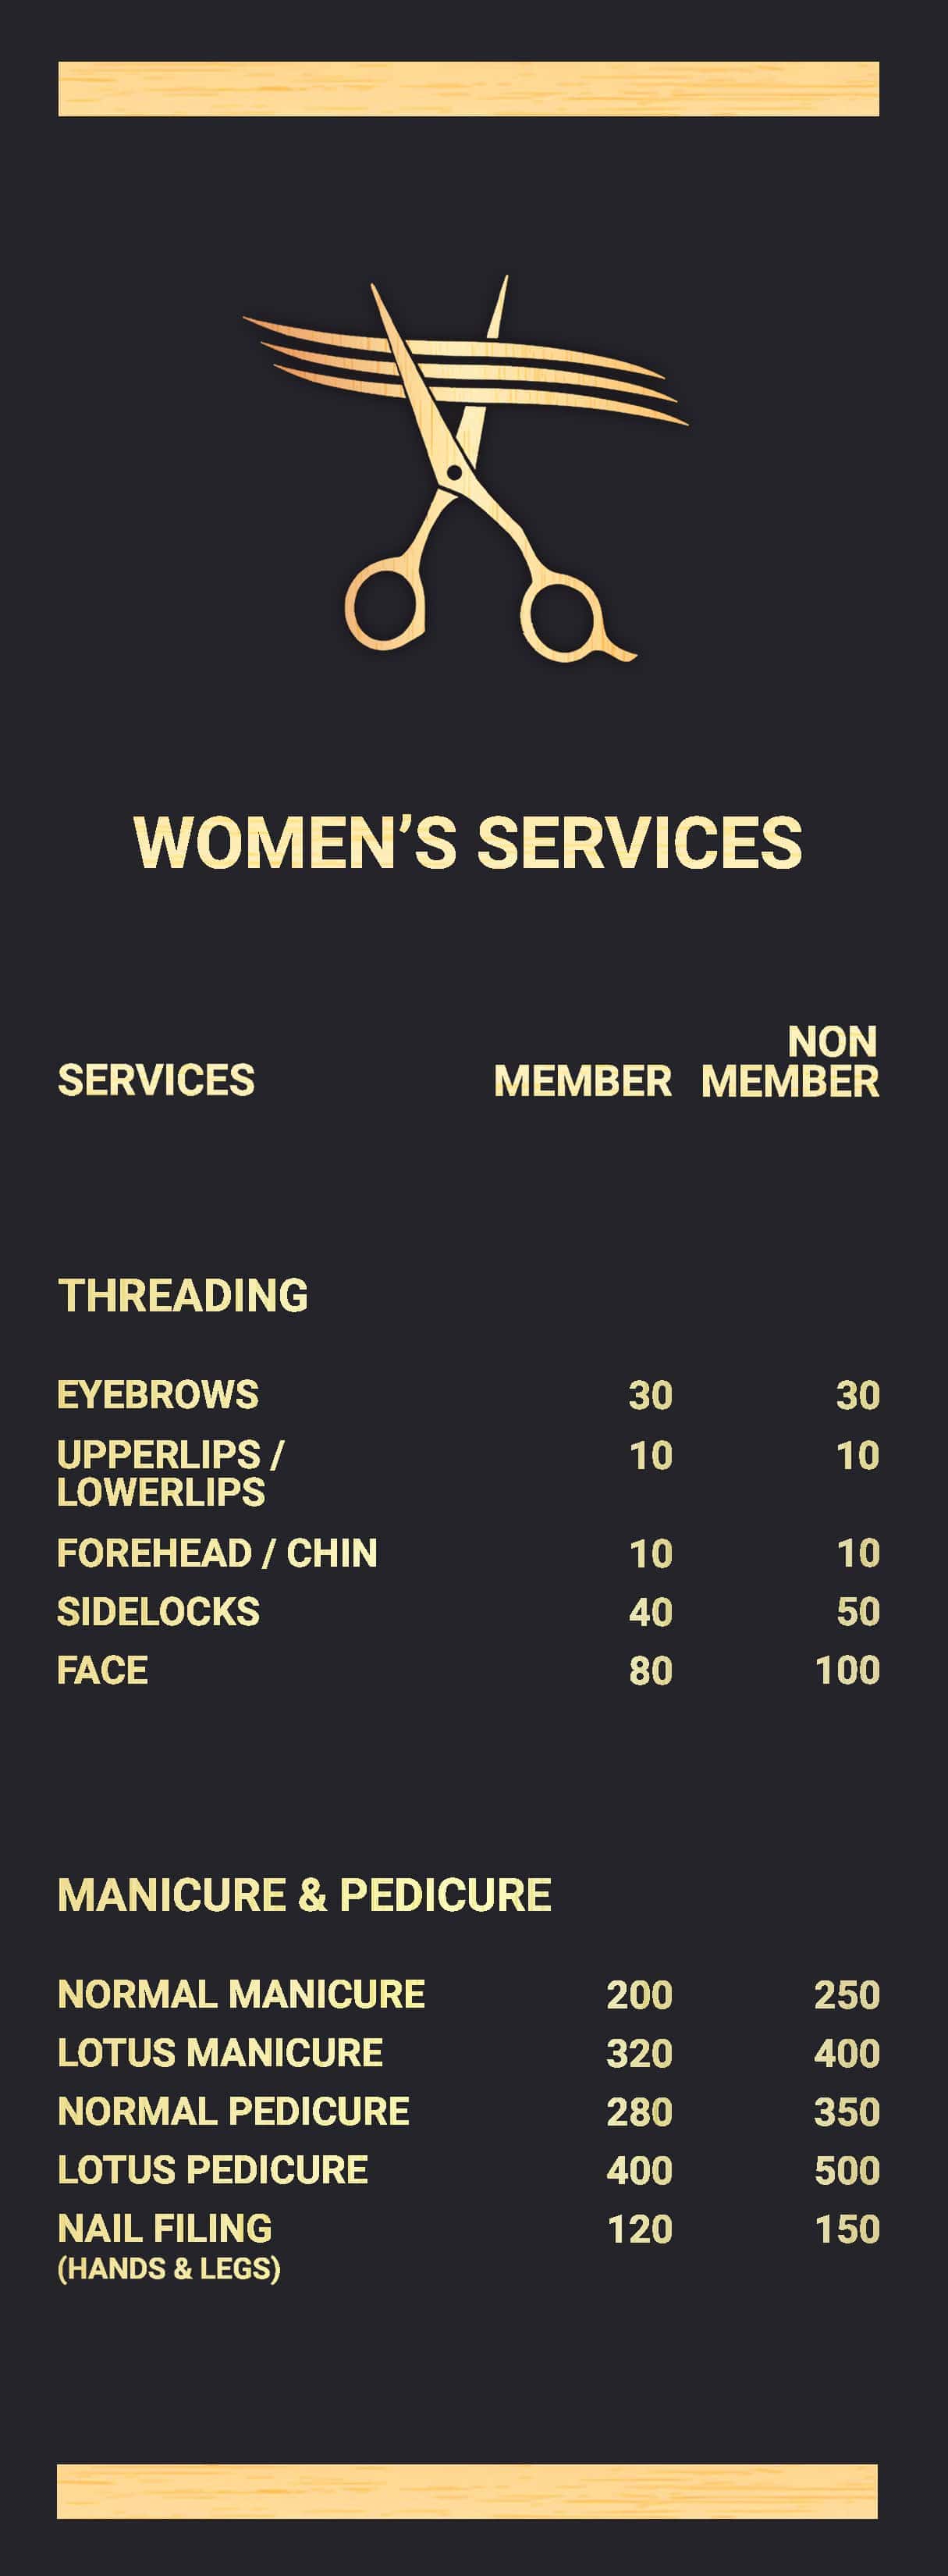 WOMEN’S SERVICES
SERVICES MEMBER NON MEMBER
THREADING
EYEBROWS 30 30
UPPERLIPS / 10 10
LOWERLIPS
FOREHEAD / CHIN 10 10
SIDELOCKS 40 50
FACE 80 100
MANICURE & PEDICURE
NORMAL MANICURE 200 250
LOTUS MANICURE 320 400
NORMAL PEDICURE 280 350
LOTUS PEDICURE 400 500
NAIL FILING 120 150
(HANDS & LEGS)